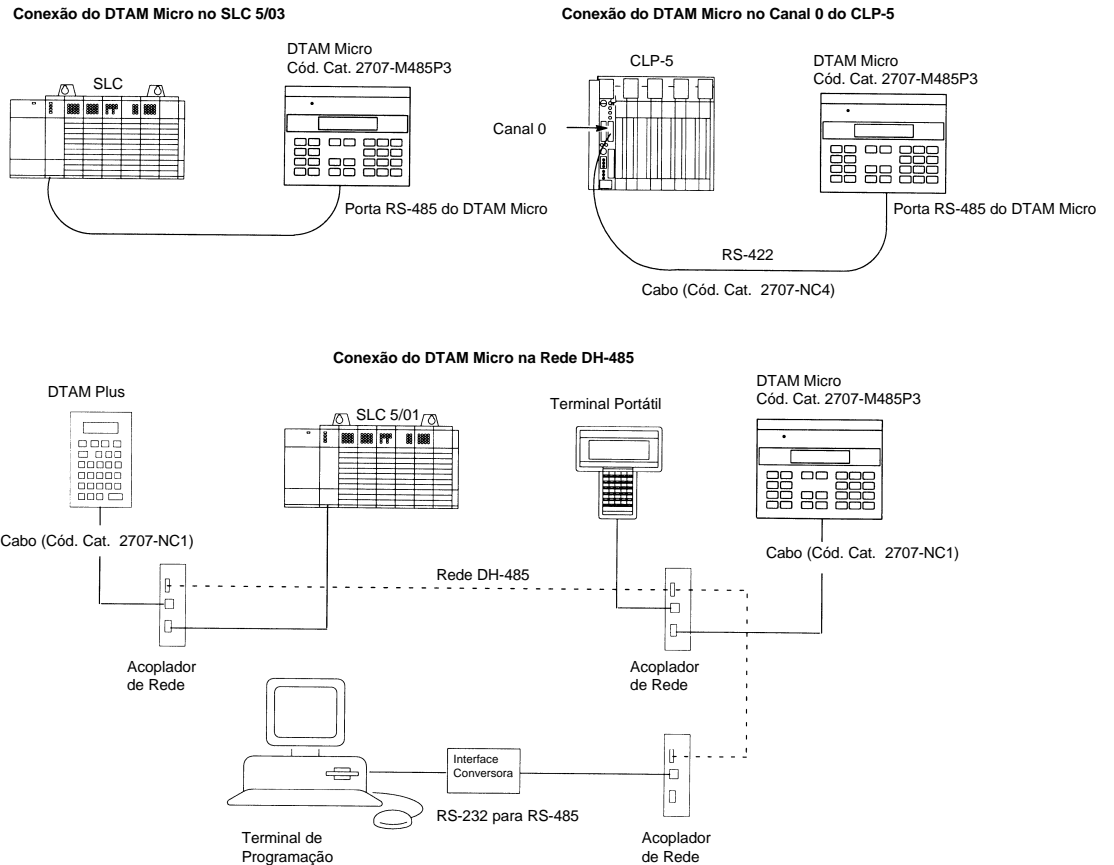 Conexão do DTAM Micro no SLC 5/03
DTAM Micro
Cód. Cat. 2707-M485P3
SLC
Porta RS-485 do DTAM Micro
Conexão do DTAM Micro no Canal 0 do CLP-5
CLP-5
DTAM Micro
Cód. Cat. 2707-M485P3
Canal 0
Porta RS-485 do DTAM Micro
RS-422
Cabo (Cód. Cat. 2707-NC4)
Conexão do DTAM Micro na Rede DH-485
DTAM Plus
SLC 5/01
Terminal Portátil
DTAM Micro
Cód. Cat. 2707-M485P3
Cabo (Cód. Cat. 2707-NC1)
Cabo (Cód. Cat. 2707-NC1)
Rede DH-485
Acoplador
de Rede
Acoplador
de Rede
Interface
Conversora
RS-232 para RS-485
Terminal de
Programação
Acoplador
de Rede